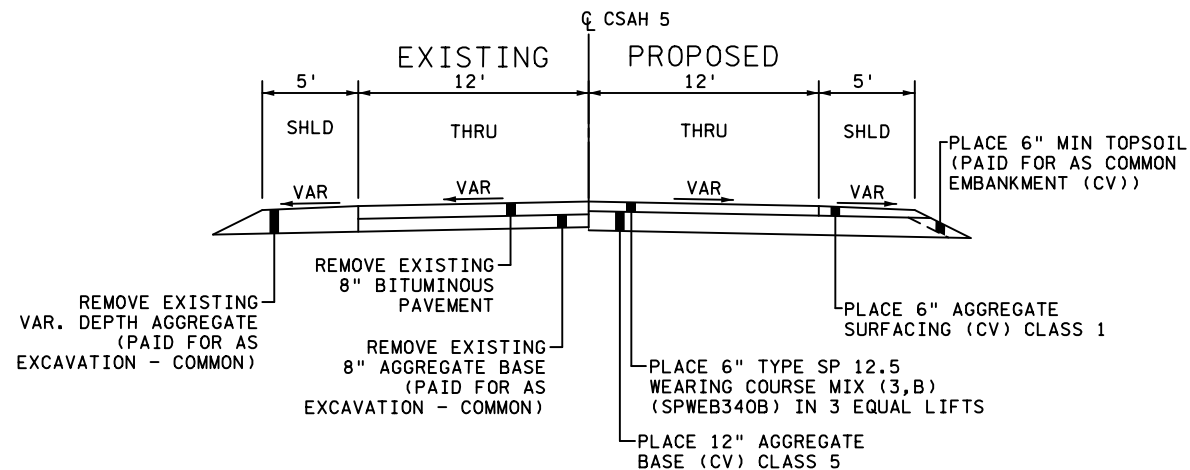 ℄ CSAH 5
EXISTING
PROPOSED
5'
12'
12'
5'
SHLD
THRU
THRU
SHLD
VAR
VAR
VAR
VAR
PLACE 6" MIN TOPSOIL
(PAID FOR AS COMMON
EMBANKMENT (CV))
REMOVE EXISTING
8" BITUMINOUS
PAVEMENT
REMOVE EXISTING
VAR. DEPTH AGGREGATE
(PAID FOR AS
EXCAVATION - COMMON)
REMOVE EXISTING
8" AGGREGATE BASE
(PAID FOR AS
EXCAVATION - COMMON)
PLACE 6" AGGREGATE
SURFACING (CV) CLASS 1
PLACE 6" TYPE SP 12.5
WEARING COURSE MIX (3,B)
(SPWEB340B) IN 3 EQUAL LIFTS
PLACE 12" AGGREGATE
BASE (CV) CLASS 5